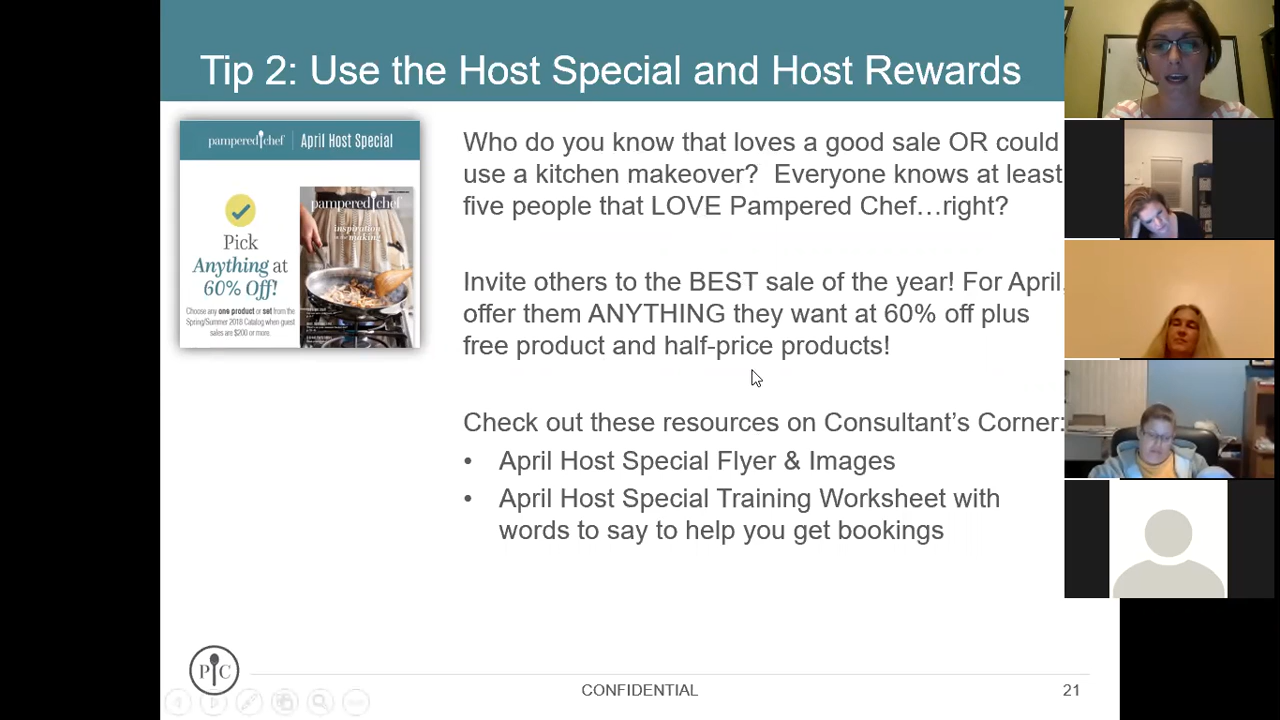 Tip 2: Use the Host Special and Host Rewards
pampered chef | April Host Special
Pick
Anything at
60% Off!
Choose any one product or set from the
Spring/Summer 2018 Catalog when guest
sales are $200 or more.
pampered chef
inspiration
in the making
Who do you know that loves a good sale OR could
use a kitchen makeover?  Everyone knows at least
five people that LOVE Pampered Chef…right?
Invite others to the BEST sale of the year! For April,
offer them ANYTHING they want at 60% off plus
free product and half-price products!
Check out these resources on Consultant’s Corner:
• April Host Special Flyer & Images
• April Host Special Training Worksheet with
words to say to help you get bookings
P C
CONFIDENTIAL
21